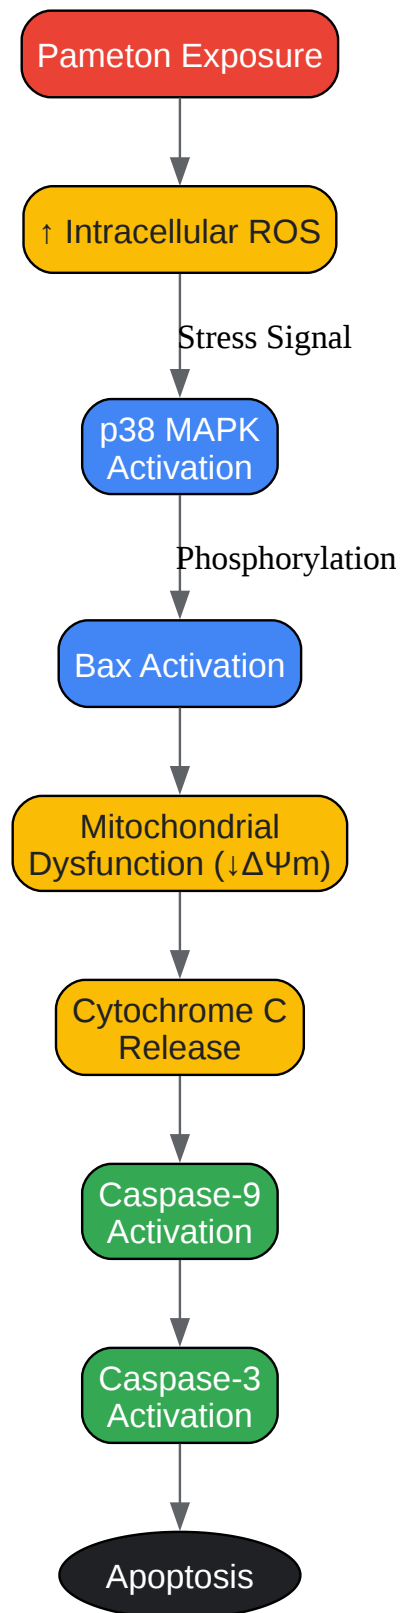 Pameton Exposure
↑ Intracellular ROS
Stress Signal
p38 MAPK
Activation
Phosphorylation
Bax Activation
Mitochondrial
Dysfunction (↓ΔΨm)
Cytochrome C
Release
Caspase-9
Activation
Caspase-3
Activation
Apoptosis